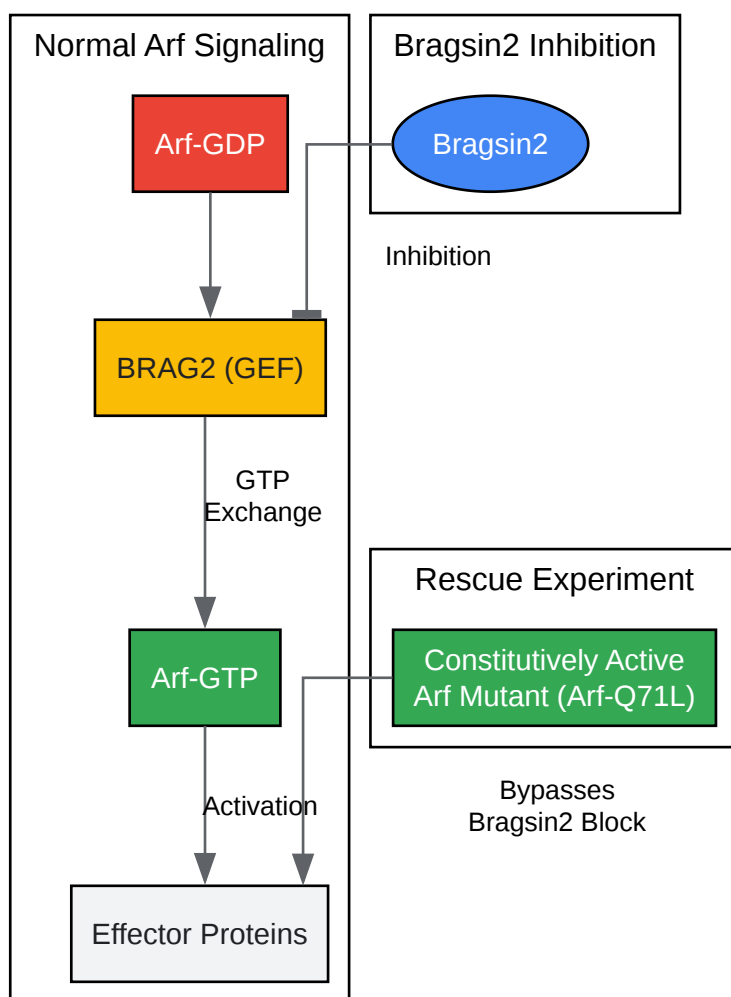 Normal Arf Signaling
Bragsin2 Inhibition
Arf-GDP
Bragsin2
Inhibition
BRAG2 (GEF)
GTP
Exchange
Rescue Experiment
Arf-GTP
Constitutively Active
Arf Mutant (Arf-Q71L)
Activation
Bypasses
Bragsin2 Block
Effector Proteins